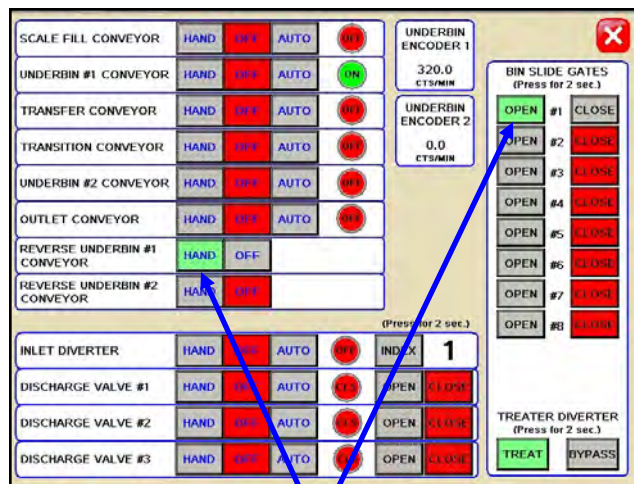 SCALE FILL CONVEYOR HAND OFF AUTO OFF
UNDERBIN #1 CONVEYOR HAND OFF AUTO ON
TRANSFER CONVEYOR HAND OFF AUTO OFF
TRANSITION CONVEYOR HAND OFF AUTO OFF
UNDERBIN #2 CONVEYOR HAND OFF AUTO OFF
OUTLET CONVEYOR HAND OFF AUTO OFF
REVERSE UNDERBIN #1
CONVEYOR HAND OFF
REVERSE UNDERBIN #2
CONVEYOR HAND OFF
UNDERBIN
ENCODER 1
320.0
CTS/MIN
UNDERBIN
ENCODER 2
0.0
CTS/MIN
(Press for 2 sec.)
INLET DIVERTER HAND OFF AUTO OFF INDEX 1
DISCHARGE VALVE #1 HAND OFF AUTO CLS OPEN CLOSE
DISCHARGE VALVE #2 HAND OFF AUTO CLS OPEN CLOSE
DISCHARGE VALVE #3 HAND OFF AUTO CLS OPEN CLOSE
X
BIN SLIDE GATES
(Press for 2 sec.)
OPEN #1 CLOSE
OPEN #2 CLOSE
OPEN #3 CLOSE
OPEN #4 CLOSE
OPEN #5 CLOSE
OPEN #6 CLOSE
OPEN #7 CLOSE
OPEN #8 CLOSE
TREATER DIVERTER
(Press for 2 sec.)
TREAT BYPASS